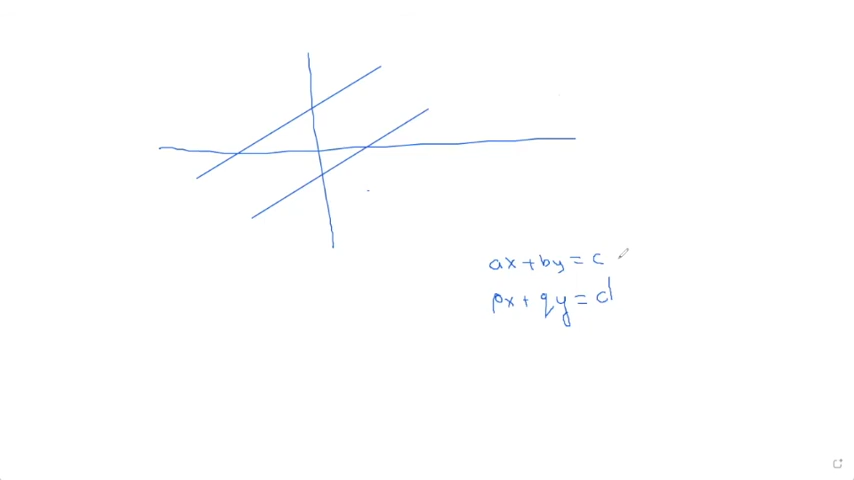 ax + by = c
px + qy = d